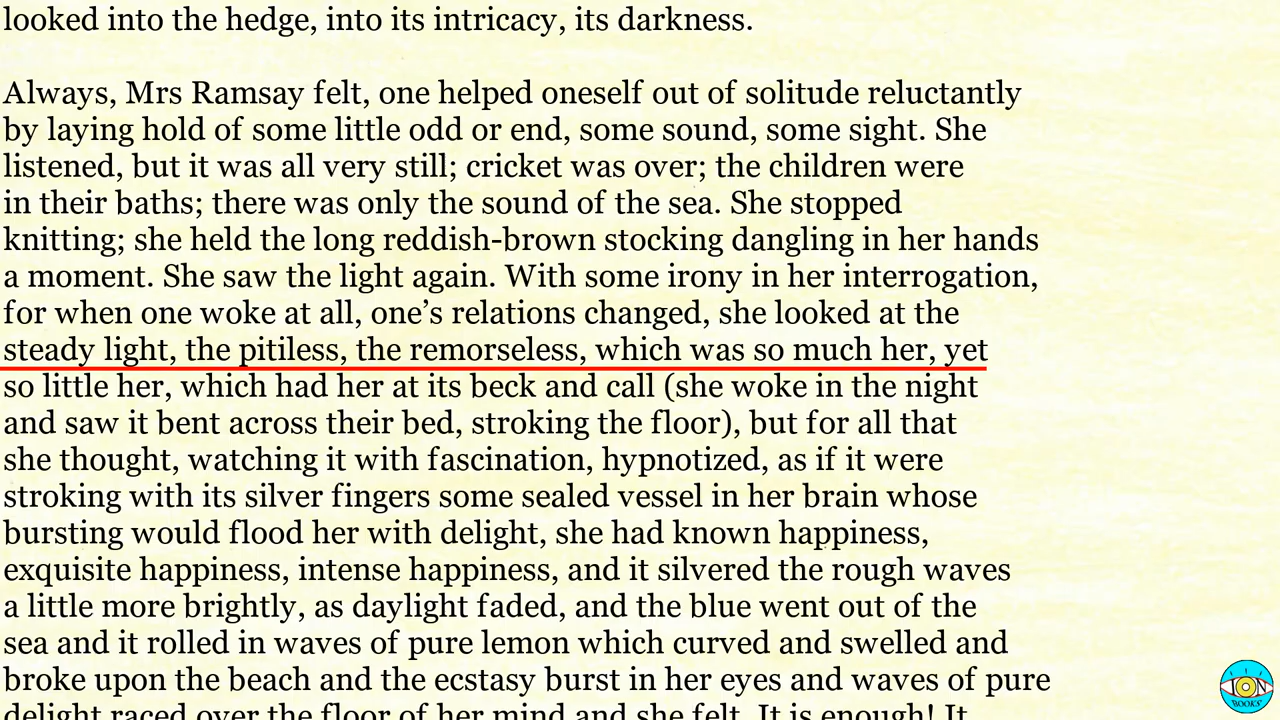 looked into the hedge, into its intricacy, its darkness.
Always, Mrs Ramsay felt, one helped oneself out of solitude reluctantly
by laying hold of some little odd or end, some sound, some sight. She
listened, but it was all very still; cricket was over; the children were
in their baths; there was only the sound of the sea. She stopped
knitting; she held the long reddish-brown stocking dangling in her hands
a moment. She saw the light again. With some irony in her interrogation,
for when one woke at all, one’s relations changed, she looked at the
steady light, the pitiless, the remorseless, which was so much her, yet
so little her, which had her at its beck and call (she woke in the night
and saw it bent across their bed, stroking the floor), but for all that
she thought, watching it with fascination, hypnotized, as if it were
stroking with its silver fingers some sealed vessel in her brain whose
bursting would flood her with delight, she had known happiness,
exquisite happiness, intense happiness, and it silvered the rough waves
a little more brightly, as daylight faded, and the blue went out of the
sea and it rolled in waves of pure lemon which curved and swelled and
broke upon the beach and the ecstasy burst in her eyes and waves of pure
delight raced over the floor of her mind and she felt, It is enough! It
ION
BOOKS